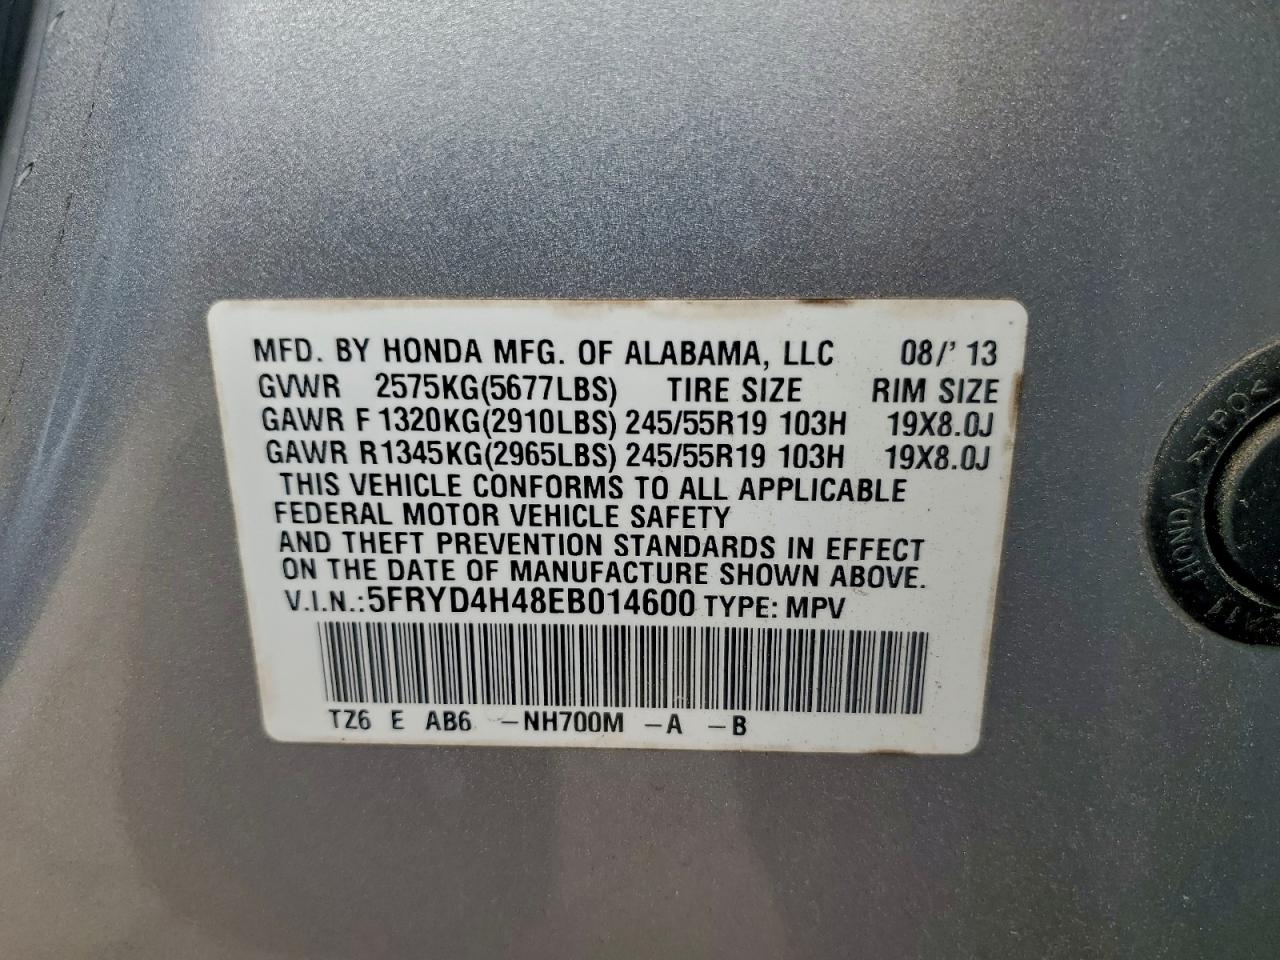 MFD. BY HONDA MFG. OF ALABAMA, LLC 08/' 13
GVWR 2575KG(5677LBS) TIRE SIZE RIM SIZE
GAWR F 1320KG(2910LBS) 245/55R19 103H 19X8.0J
GAWR R 1345KG(2965LBS) 245/55R19 103H 19X8.0J
THIS VEHICLE CONFORMS TO ALL APPLICABLE
FEDERAL MOTOR VEHICLE SAFETY
AND THEFT PREVENTION STANDARDS IN EFFECT
ON THE DATE OF MANUFACTURE SHOWN ABOVE.
V.I.N.:5FRYD4H48EB014600 TYPE: MPV
TZ6 E AB6 -NH700M -A -B
HONDA >TPO<